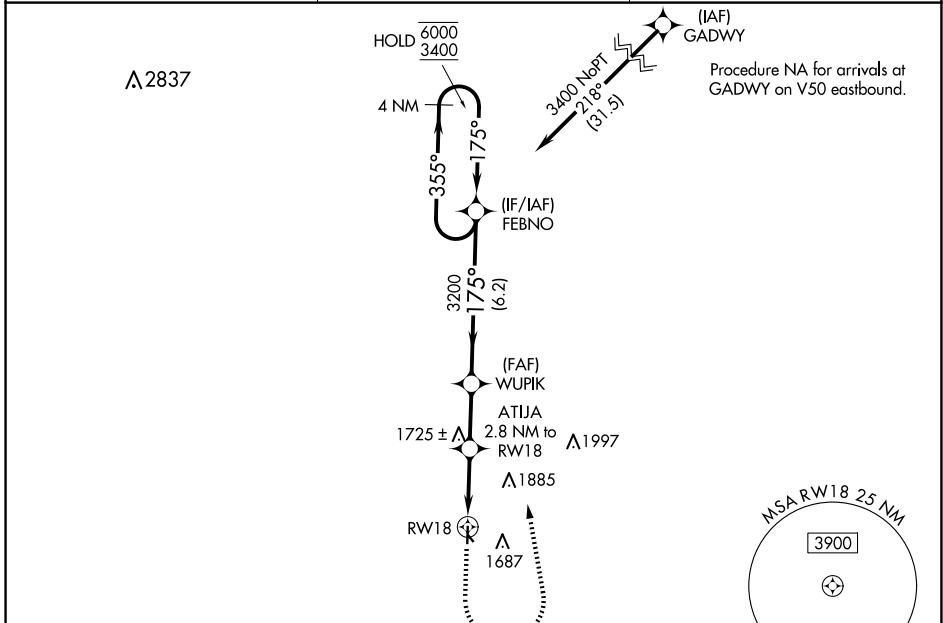 HOLD 6000
3400
(IAF)
GADWY
2837
3400 NoPT
218°
(31.5)
Procedure NA for arrivals at
GADWY on V50 eastbound.
4 NM
355°
175°
(IF/IAF)
FEBNO
3200
175°
(6.2)
(FAF)
WUPIK
ATIJA
2.8 NM to
RW18
1725 ±
1997
1885
RW18
1687
MSA RW18 25 NM
3900